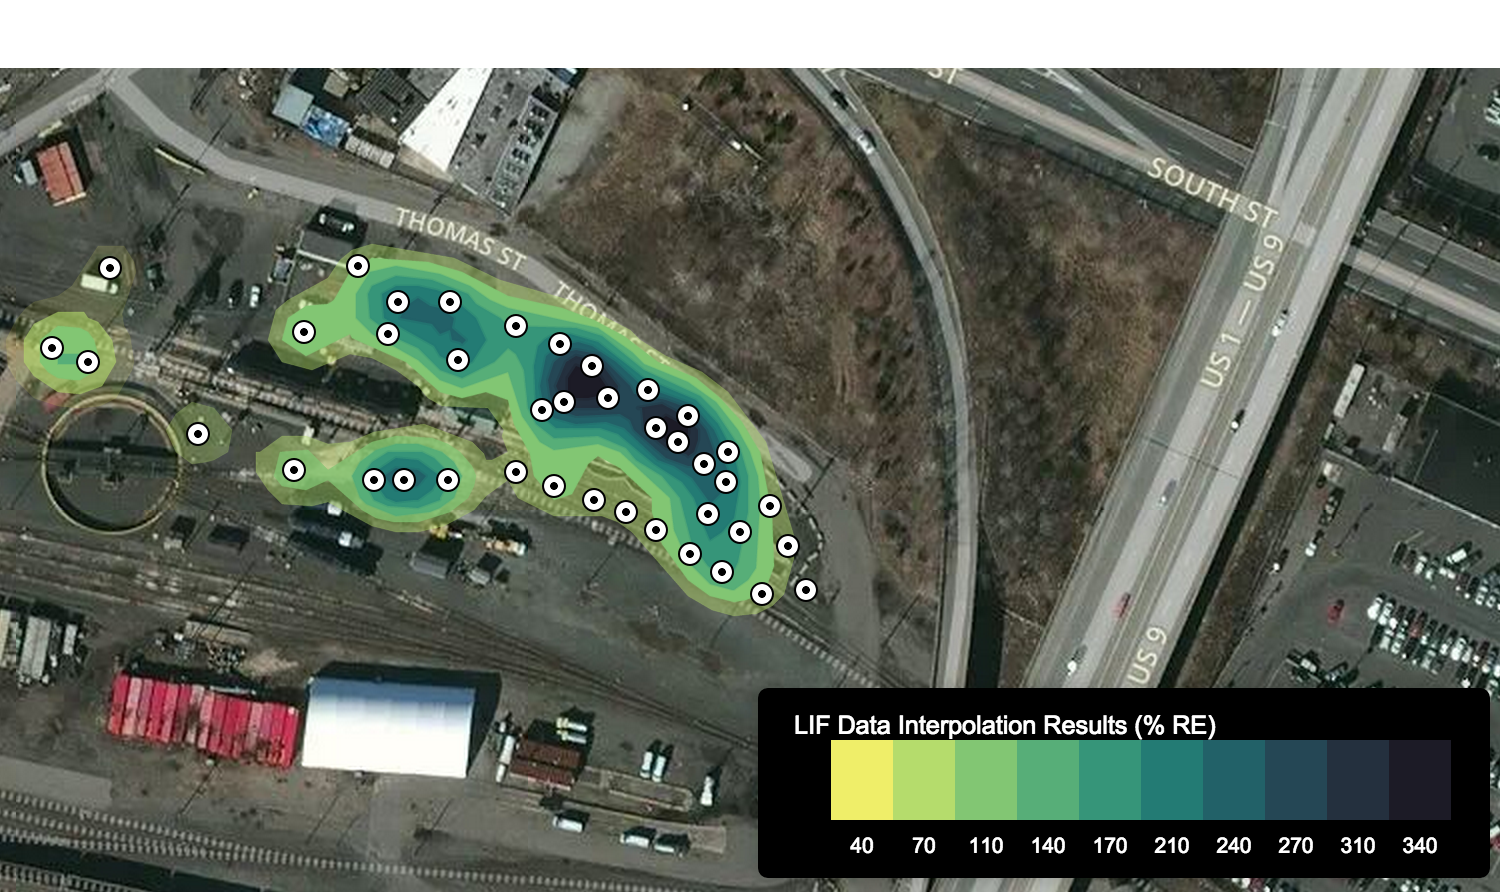 ST
SOUTH ST
THOMAS ST
THOMAS ST
US 1 — US 9
US 9
LIF Data Interpolation Results (% RE)
40 70 110 140 170 210 240 270 310 340